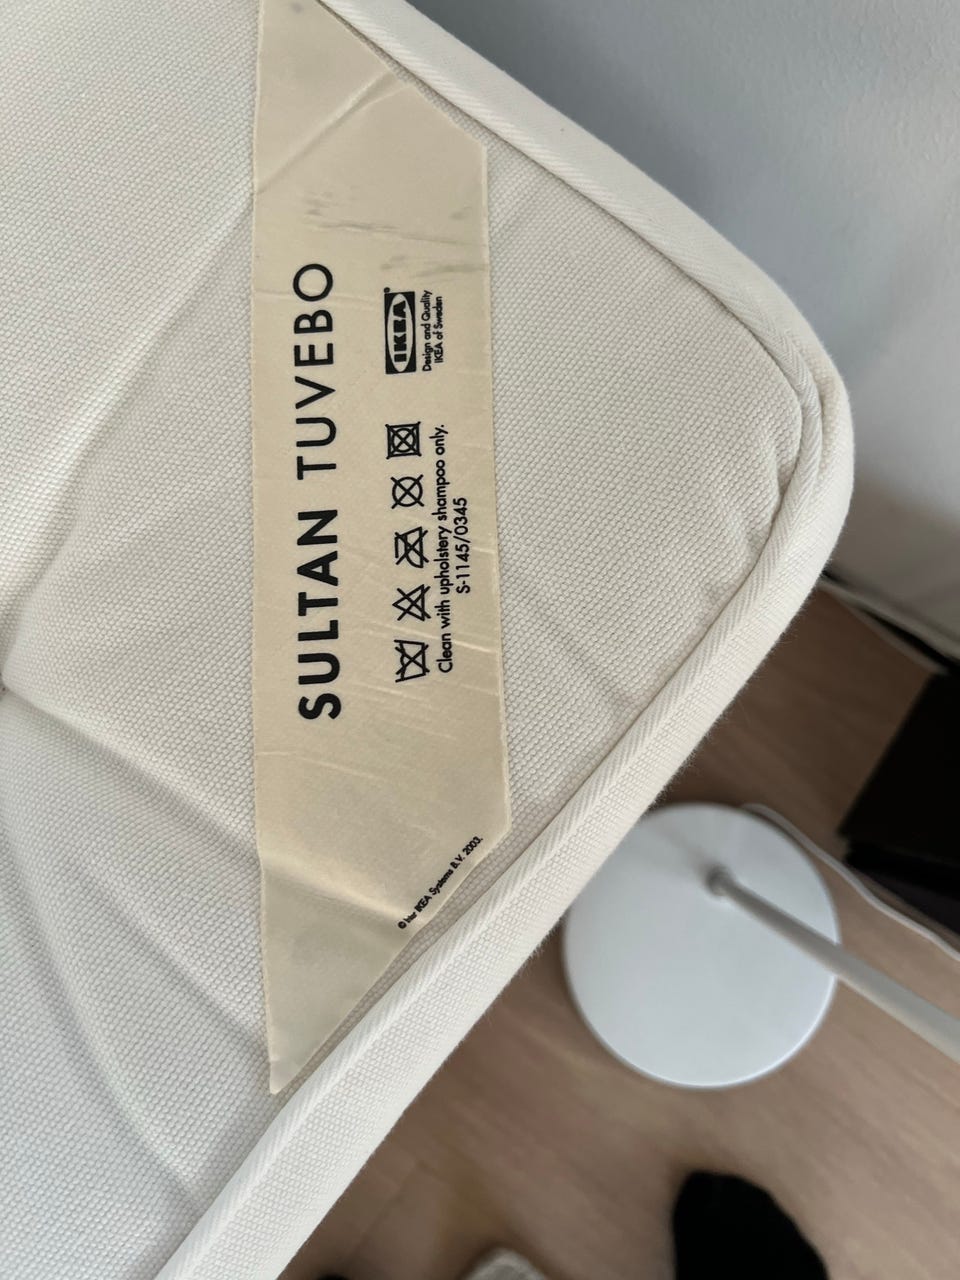 SULTAN TUVEBO
IKEA®
Design and Quality
IKEA of Sweden
Clean with upholstery shampoo only.
S-1145/0345
© Inter IKEA Systems B.V. 2003.